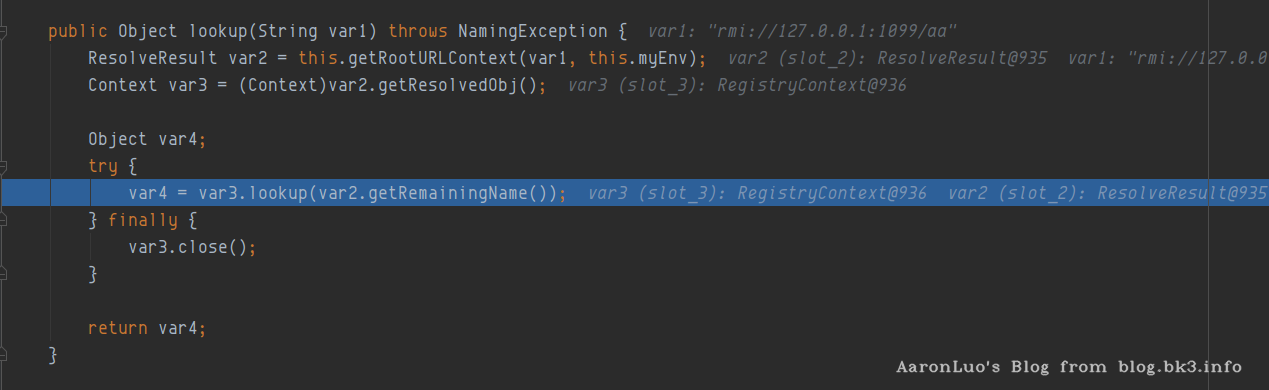 public Object lookup(String var1) throws NamingException {  var1: "rmi://127.0.0.1:1099/aa"
ResolveResult var2 = this.getRootURLContext(var1, this.myEnv);  var2 (slot_2): ResolveResult@935  var1: "rmi://127.0.0
Context var3 = (Context)var2.getResolvedObj();  var3 (slot_3): RegistryContext@936
Object var4;
try {
var4 = var3.lookup(var2.getRemainingName());  var3 (slot_3): RegistryContext@936  var2 (slot_2): ResolveResult@935
} finally {
var3.close();
}
return var4;
}
AaronLuo's Blog from blog.bk3.info